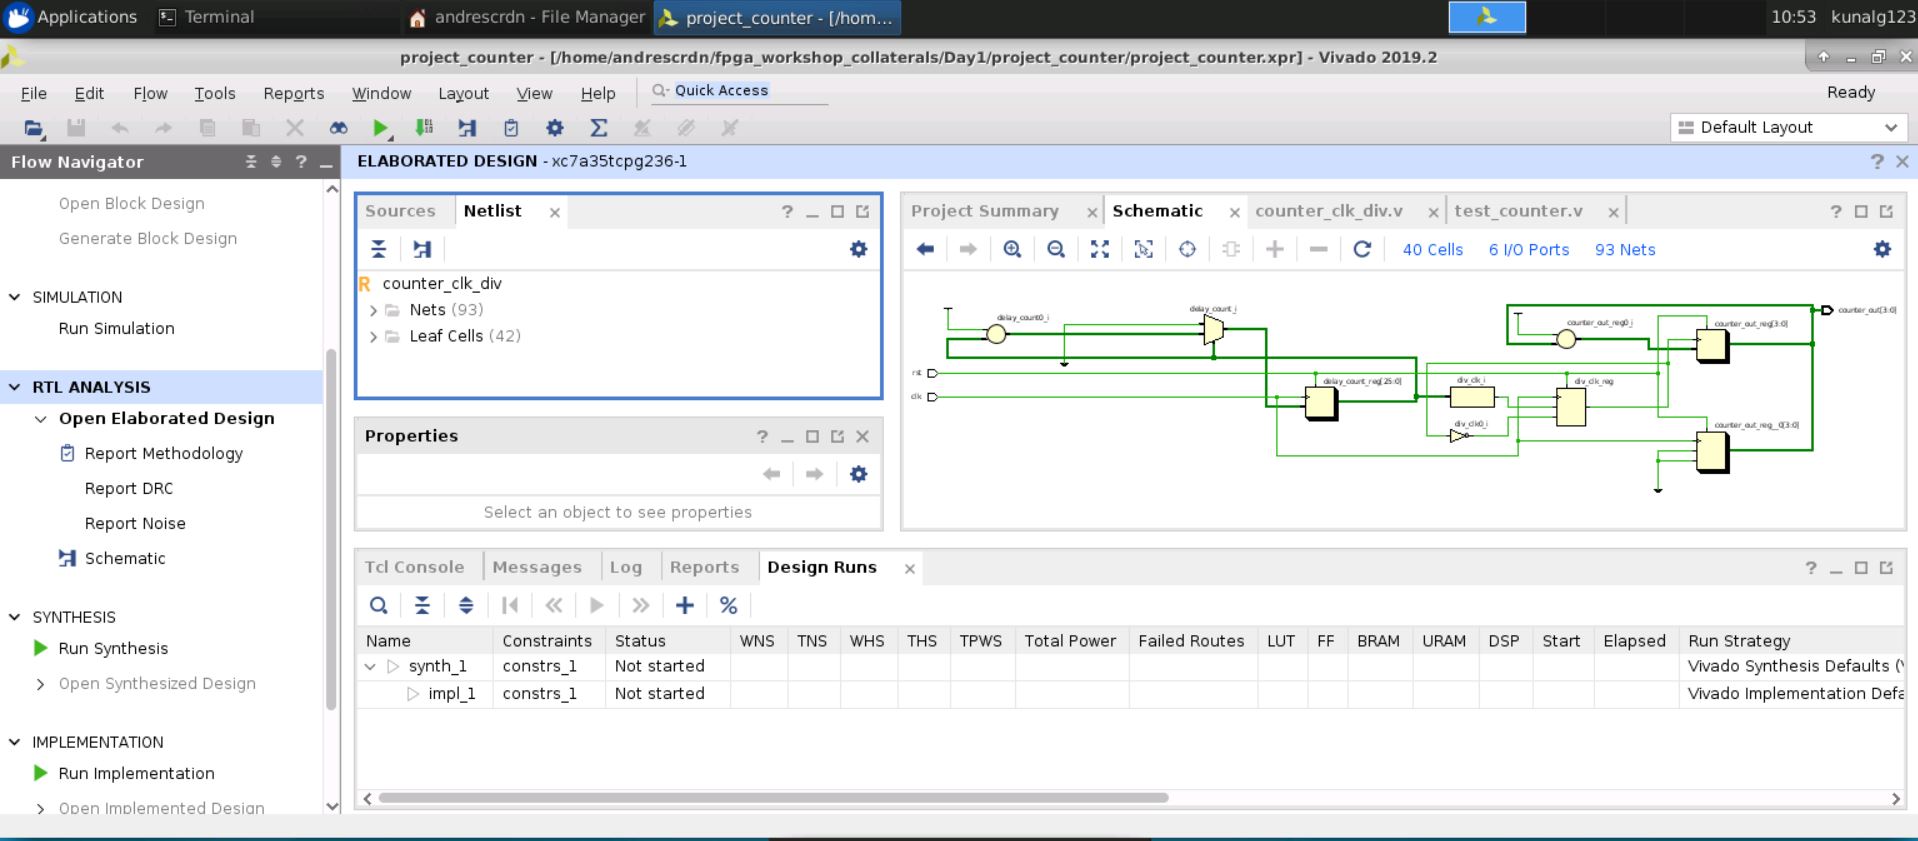 Applications
Terminal
andrescrdn - File Manager
project_counter - [/hom...
10:53
kunalg123
project_counter - [/home/andrescrdn/fpga_workshop_collaterals/Day1/project_counter/project_counter.xpr] - Vivado 2019.2
File Edit Flow Tools Reports Window Layout View Help
Quick Access
Ready
Default Layout
Flow Navigator
Open Block Design
Generate Block Design
SIMULATION
Run Simulation
RTL ANALYSIS
Open Elaborated Design
Report Methodology
Report DRC
Report Noise
Schematic
SYNTHESIS
Run Synthesis
Open Synthesized Design
IMPLEMENTATION
Run Implementation
Open Implemented Design
ELABORATED DESIGN - xc7a35tcpg236-1
Sources Netlist
counter_clk_div
Nets (93)
Leaf Cells (42)
Properties
Select an object to see properties
Project Summary Schematic counter_clk_div.v test_counter.v
40 Cells 6 I/O Ports 93 Nets
delay_count0_i
delay_count_i
counter_out_reg0_i
counter_out_reg[3:0]
counter_out[3:0]
rst
clk
delay_count_reg[25:0]
div_clk_i
div_clk_reg
div_clk0_i
counter_out_reg__0[3:0]
Tcl Console Messages Log Reports Design Runs
Name Constraints Status WNS TNS WHS THS TPWS Total Power Failed Routes LUT FF BRAM URAM DSP Start Elapsed Run Strategy
synth_1 constrs_1 Not started Vivado Synthesis Defaults (
impl_1 constrs_1 Not started Vivado Implementation Defa